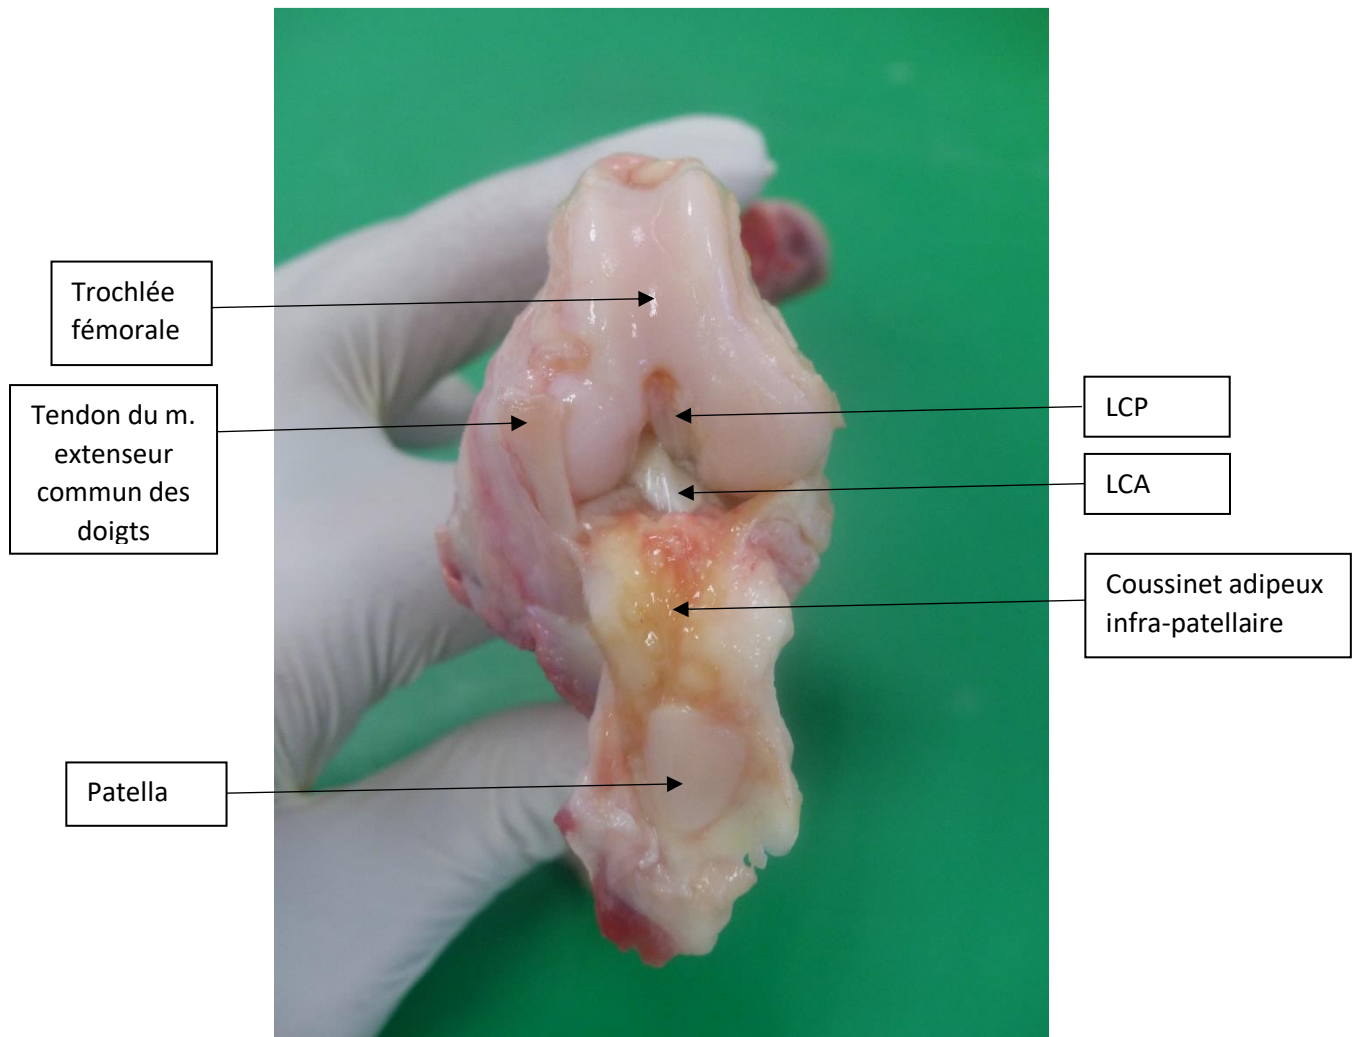 Trochlée
fémorale
Tendon du m.
extenseur
commun des
doigts
Patella
LCP
LCA
Coussinet adipeux
infra-patellaire